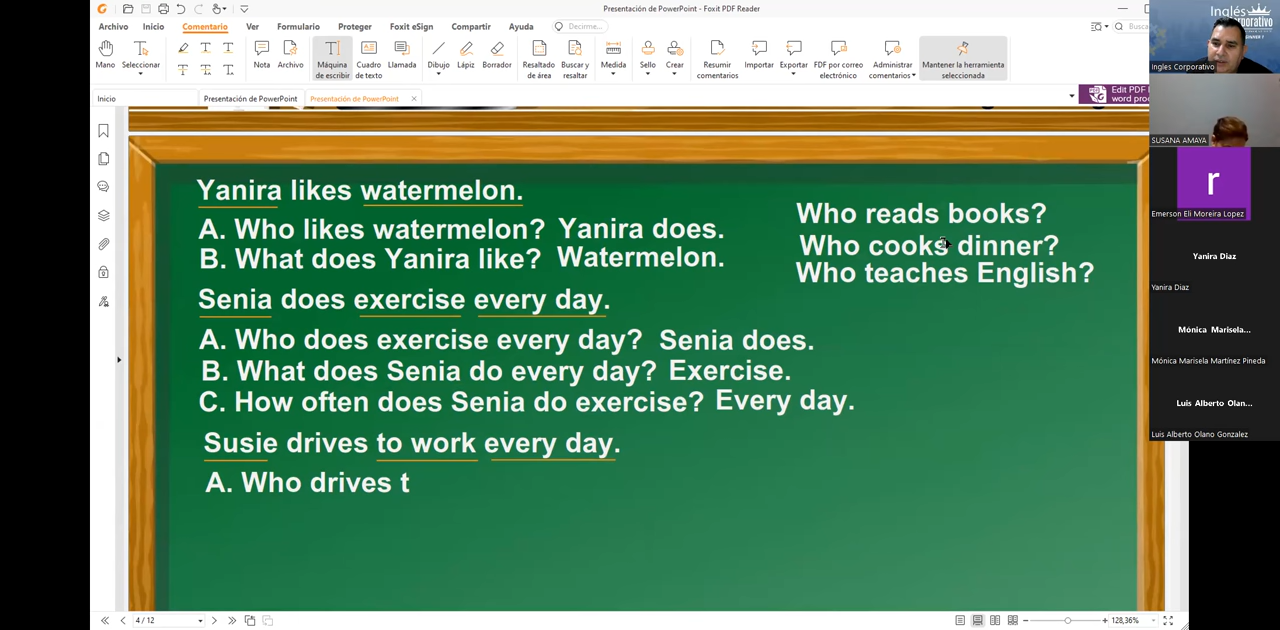 Presentación de PowerPoint - Foxit PDF Reader
Archivo Inicio Comentario Ver Formulario Proteger Foxit eSign Compartir Ayuda Decirme...
Mano Seleccionar Nota Archivo Máquina de escribir Cuadro de texto Llamada Dibujo Lápiz Borrador Resaltado de área Buscar y resaltar Medida Sello Crear Resumir comentarios Importar Exportar PDF por correo electrónico Administrar comentarios Mantener la herramienta seleccionada
Inicio Presentación de PowerPoint Presentación de PowerPoint
Edit PDF
word pro
Yanira likes watermelon.
A. Who likes watermelon? Yanira does.
B. What does Yanira like? Watermelon.
Senia does exercise every day.
A. Who does exercise every day? Senia does.
B. What does Senia do every day? Exercise.
C. How often does Senia do exercise? Every day.
Susie drives to work every day.
A. Who drives t
Who reads books?
Who cooks dinner?
Who teaches English?
Inglés
Corporativo
Ingles Corporativo
SUSANA AMAYA
r
Emerson Eli Moreira Lopez
Yanira Diaz
Yanira Diaz
Mónica Marisela...
Mónica Marisela Martínez Pineda
Luis Alberto Olan...
Luis Alberto Olano Gonzalez
4 / 12
128,36%